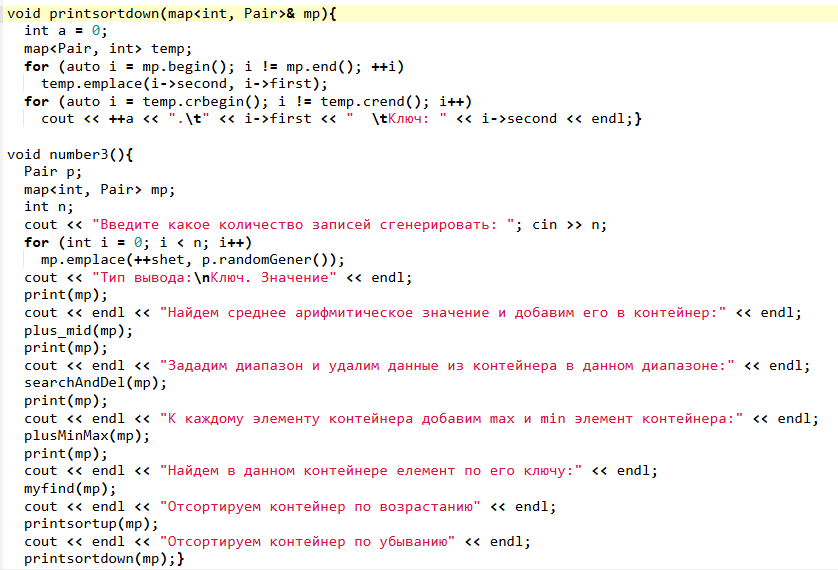 void printsortdown(map<int, Pair>& mp){
int a = 0;
map<Pair, int> temp;
for (auto i = mp.begin(); i != mp.end(); ++i)
temp.emplace(i->second, i->first);
for (auto i = temp.crbegin(); i != temp.crend(); i++)
cout << ++a << ".\t" << i->first << "  \tКлюч: " << i->second << endl;}
void number3(){
Pair p;
map<int, Pair> mp;
int n;
cout << "Введите какое количество записей сгенерировать: "; cin >> n;
for (int i = 0; i < n; i++)
mp.emplace(++shet, p.randomGener());
cout << "Тип вывода:\nКлюч. Значение" << endl;
print(mp);
cout << endl << "Найдем среднее арифмитическое значение и добавим его в контейнер:" << endl;
plus_mid(mp);
print(mp);
cout << endl << "Зададим диапазон и удалим данные из контейнера в данном диапазоне:" << endl;
searchAndDel(mp);
print(mp);
cout << endl << "К каждому элементу контейнера добавим max и min элемент контейнера:" << endl;
plusMinMax(mp);
print(mp);
cout << endl << "Найдем в данном контейнере елемент по его ключу:" << endl;
myfind(mp);
cout << endl << "Отсортируем контейнер по возрастанию" << endl;
printsortup(mp);
cout << endl << "Отсортируем контейнер по убыванию" << endl;
printsortdown(mp);}